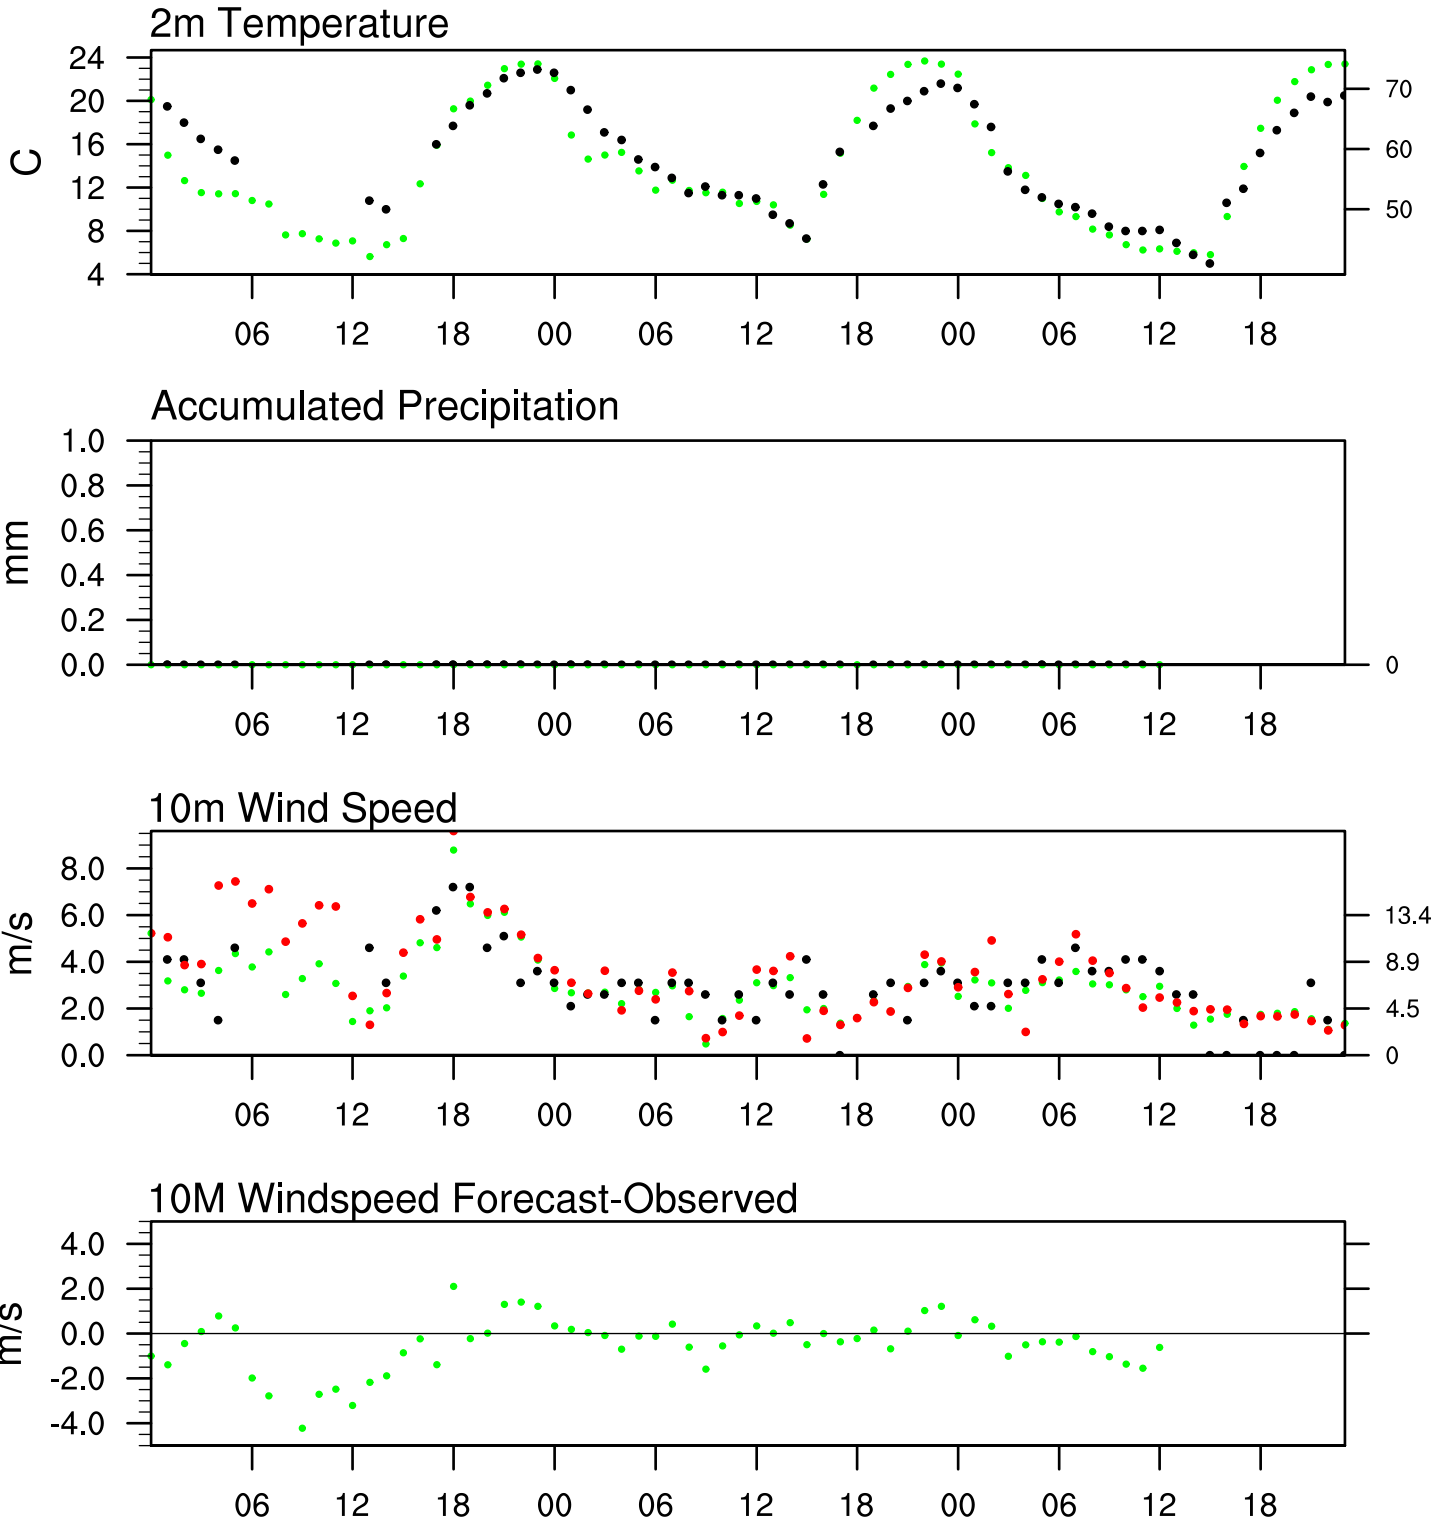 2m Temperature
24
20
16
12
8
4
C
70
60
50
06 12 18 00 06 12 18 00 06 12 18
Accumulated Precipitation
1.0
0.8
0.6
0.4
0.2
0.0
mm
0
06 12 18 00 06 12 18 00 06 12 18
10m Wind Speed
8.0
6.0
4.0
2.0
0.0
m/s
13.4
8.9
4.5
0
06 12 18 00 06 12 18 00 06 12 18
10M Windspeed Forecast-Observed
4.0
2.0
0.0
-2.0
-4.0
m/s
06 12 18 00 06 12 18 00 06 12 18